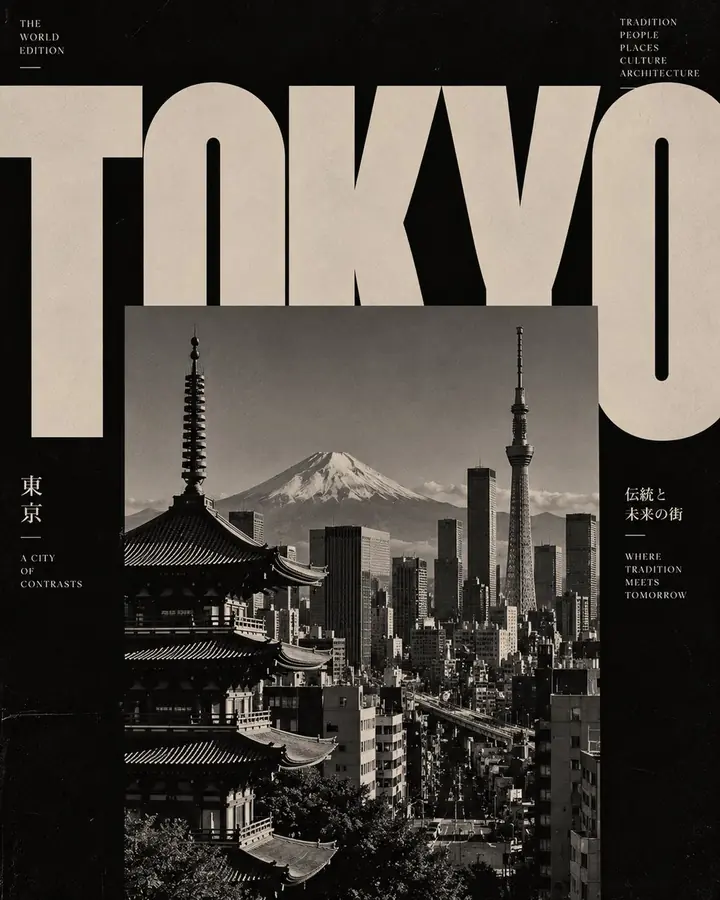 THE
WORLD
EDITION
TRADITION
PEOPLE
PLACES
CULTURE
ARCHITECTURE
TOKYO
東
京
A CITY
OF
CONTRASTS
伝統と
未来の街
WHERE
TRADITION
MEETS
TOMORROW